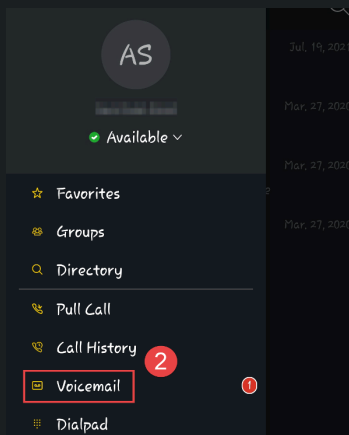 AS
Available
Favorites
Groups
Directory
Pull Call
Call History
2
Voicemail
1
Dialpad
Jul, 19, 202
Mar, 27, 2020
Mar, 27, 2020
e
Mar, 27, 2020